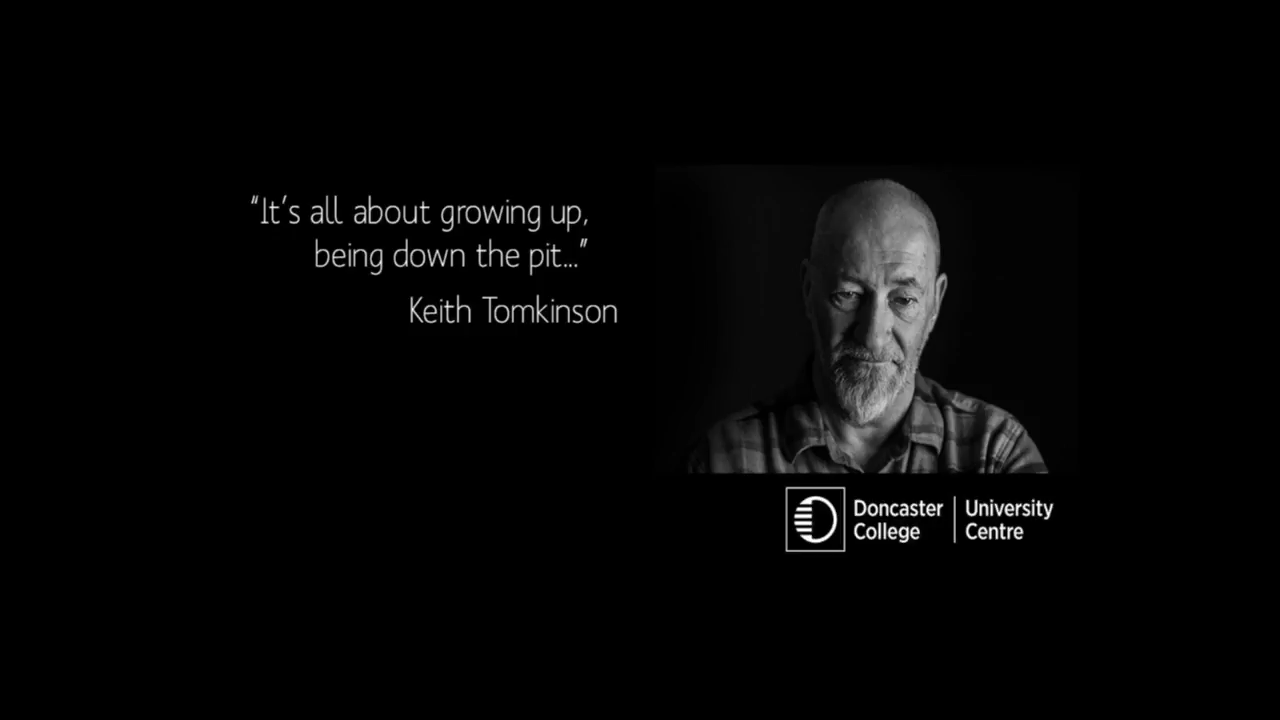 “It’s all about growing up,
being down the pit...”
Keith Tomkinson
Doncaster College
University Centre